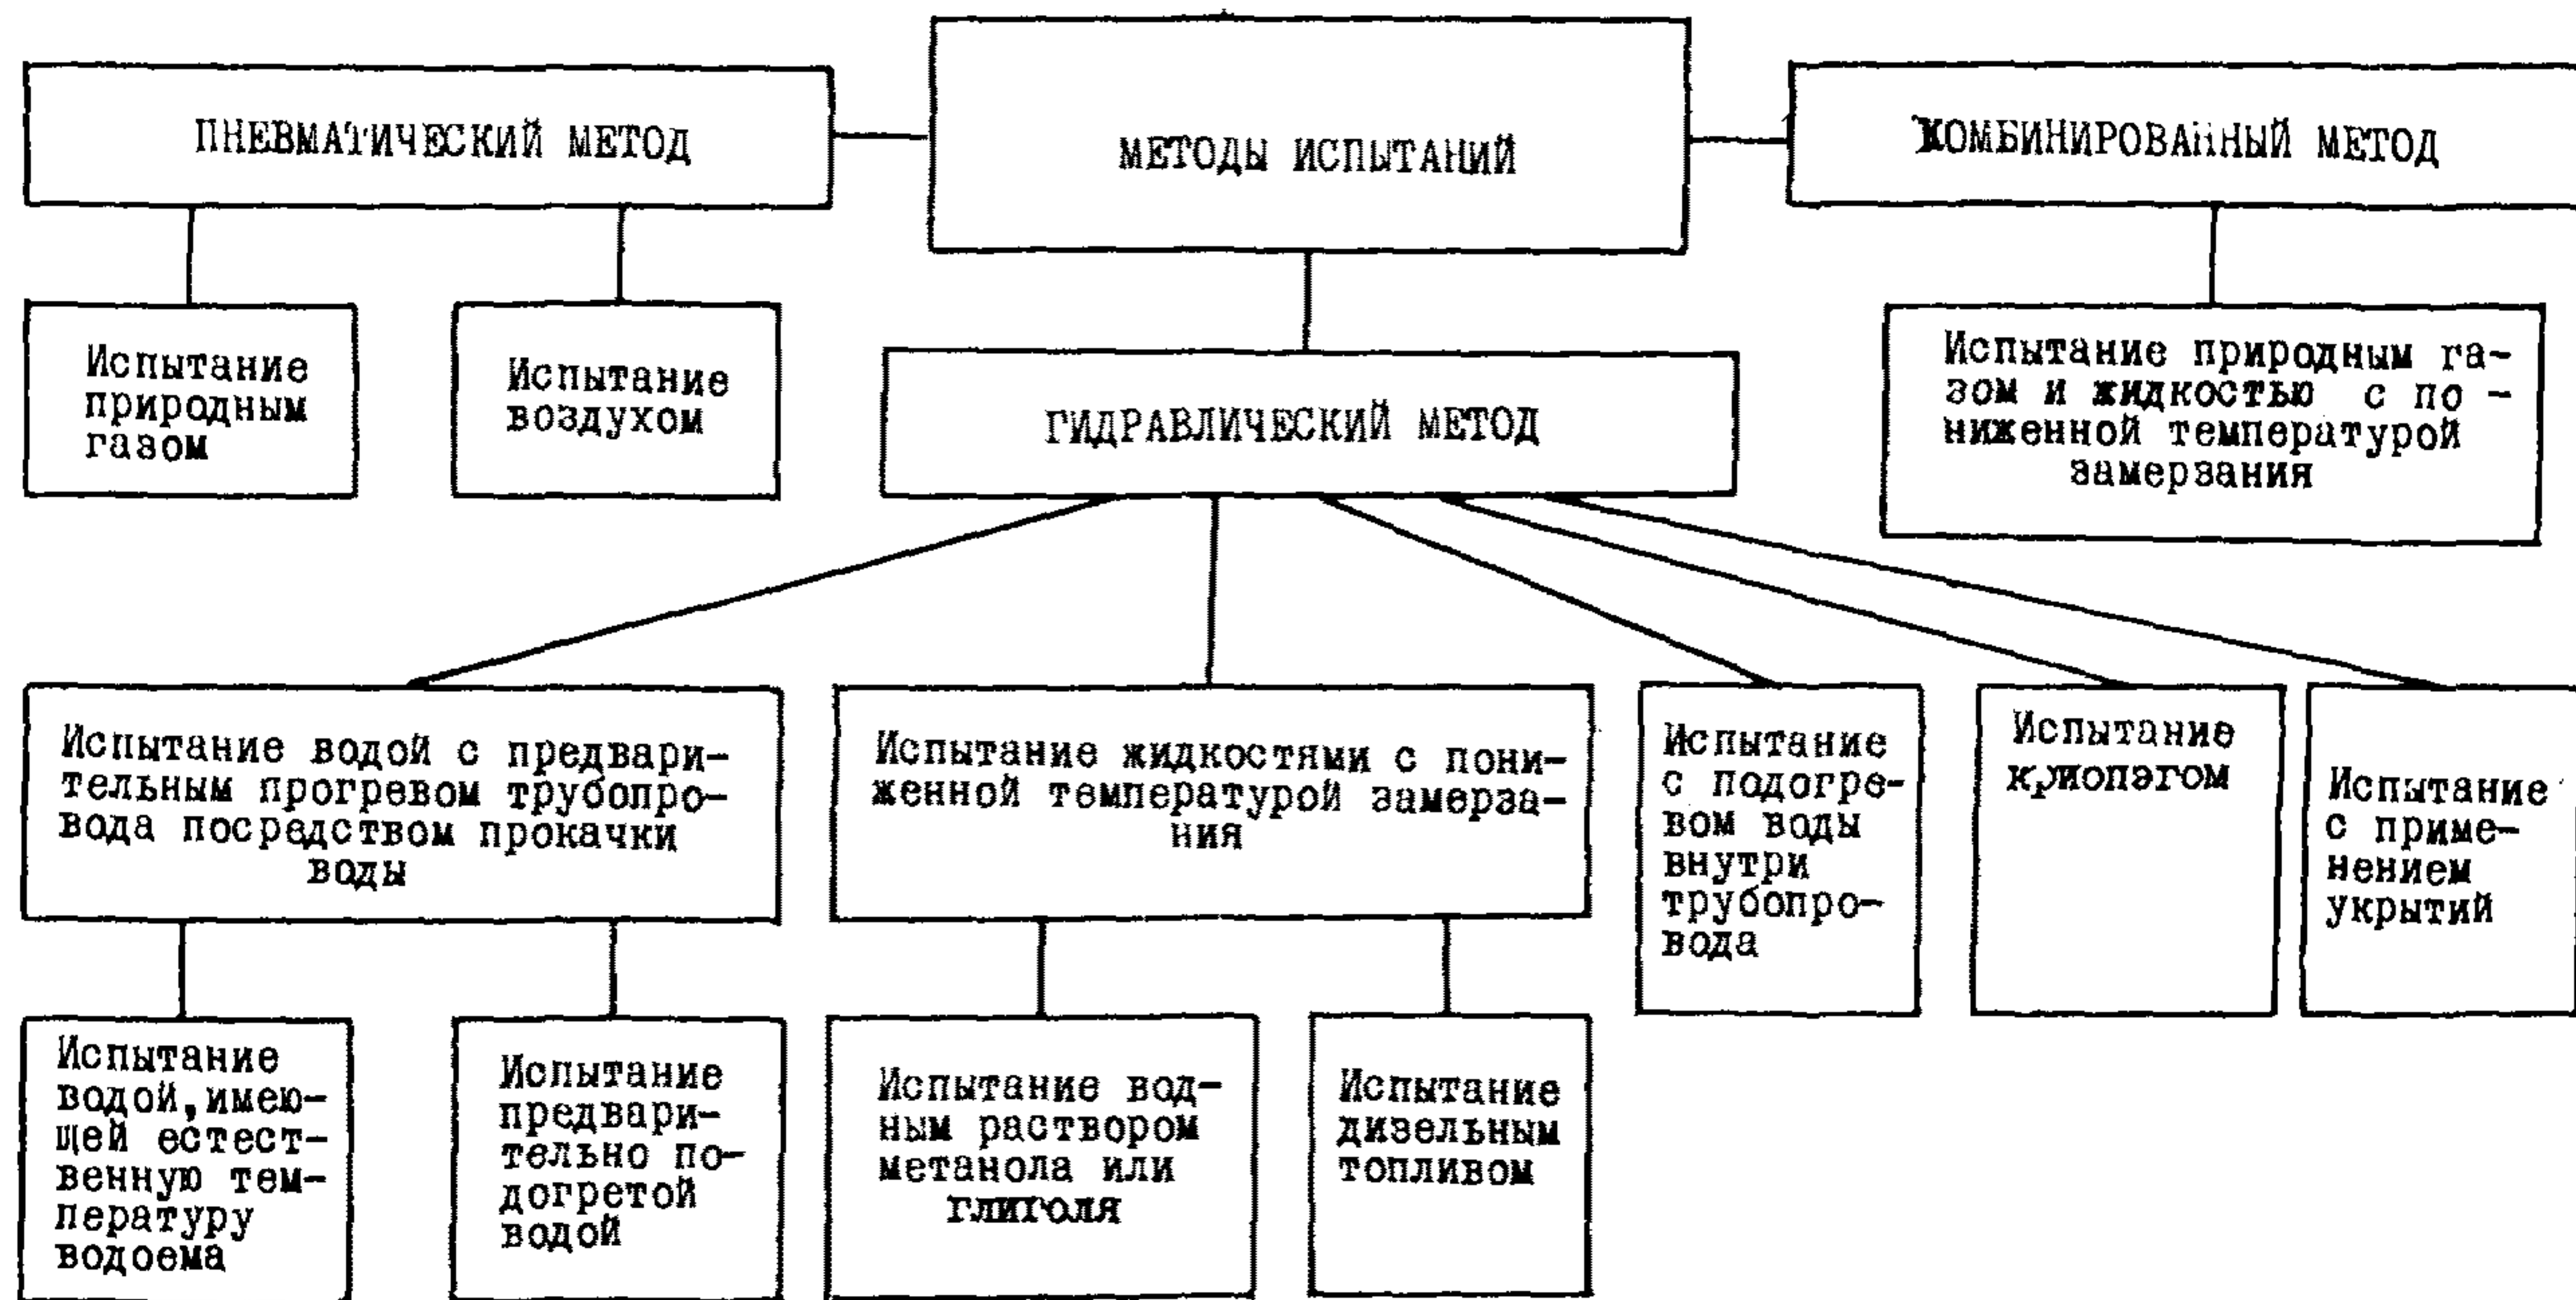 ПНЕВМАТИЧЕСКИЙ МЕТОД
МЕТОДЫ ИСПЫТАНИЙ
КОМБИНИРОВАННЫЙ МЕТОД
Испытание
природным
газом
Испытание
воздухом
ГИДРАВЛИЧЕСКИЙ МЕТОД
Испытание природным га-
зом и жидкостью с по -
ниженной температурой
замерзания
Испытание водой с предвари-
тельным прогревом трубопро-
вода посредством прокачки
воды
Испытание жидкостями с пони-
женной температурой замерза-
ния
Испытание
с подогре-
вом воды
внутри
трубопро-
вода
Испытание
криопэгом
Испытание
с приме-
нением
укрытий
Испытание
водой,имею-
щей естест-
венную тем-
пературу
водоема
Испытание
предвари-
тельно по-
догретой
водой
Испытание вод-
ным раствором
метанола или
глиголя
Испытание
дизельным
топливом